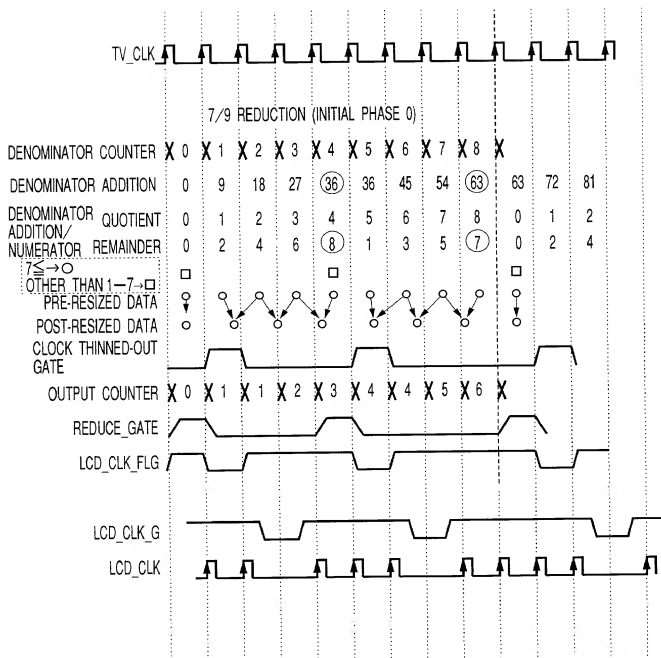 TV_CLK
7/9 REDUCTION (INITIAL PHASE 0)
DENOMINATOR COUNTER X 0 X 1 X 2 X 3 X 4 X 5 X 6 X 7 X 8 X
DENOMINATOR ADDITION 0 9 18 27 36 36 45 54 63 63 72 81
DENOMINATOR ADDITION/ NUMERATOR
QUOTIENT 0 1 2 3 4 5 6 7 8 0 1 2
REMAINDER 0 2 4 6 8 1 3 5 7 0 2 4
7≦→○
OTHER THAN 1—7→□
PRE-RESIZED DATA
POST-RESIZED DATA
CLOCK THINNED-OUT
GATE
OUTPUT COUNTER X 0 X 1 X 1 X 2 X 3 X 4 X 4 X 5 X 6 X
REDUCE_GATE
LCD_CLK_FLG
LCD_CLK_G
LCD_CLK